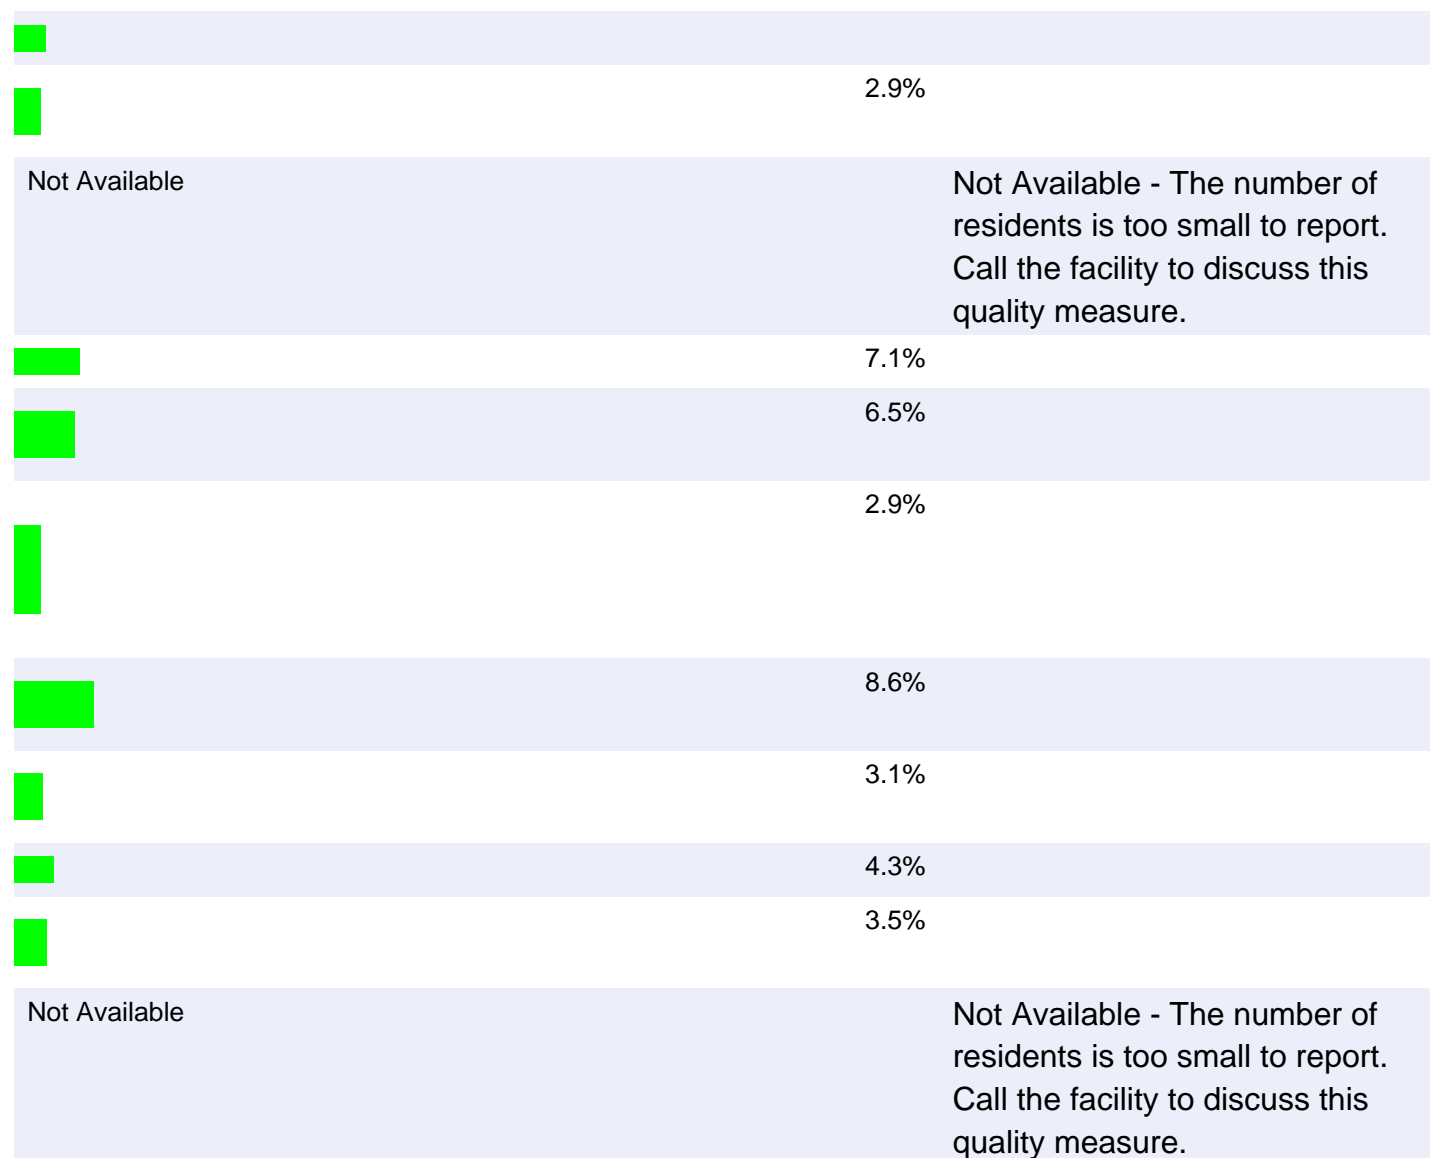 2.9%
Not Available
Not Available - The number of
residents is too small to report.
Call the facility to discuss this
quality measure.
7.1%
6.5%
2.9%
8.6%
3.1%
4.3%
3.5%
Not Available
Not Available - The number of
residents is too small to report.
Call the facility to discuss this
quality measure.